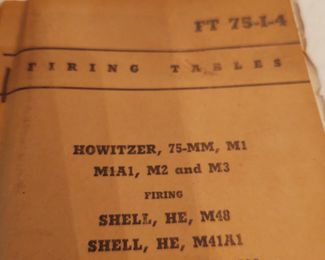 FT 75-I-4
FIRING TABLES
HOWITZER, 75-MM, M1
M1A1, M2 and M3
FIRING
SHELL, HE, M48
SHELL, HE, M41A1